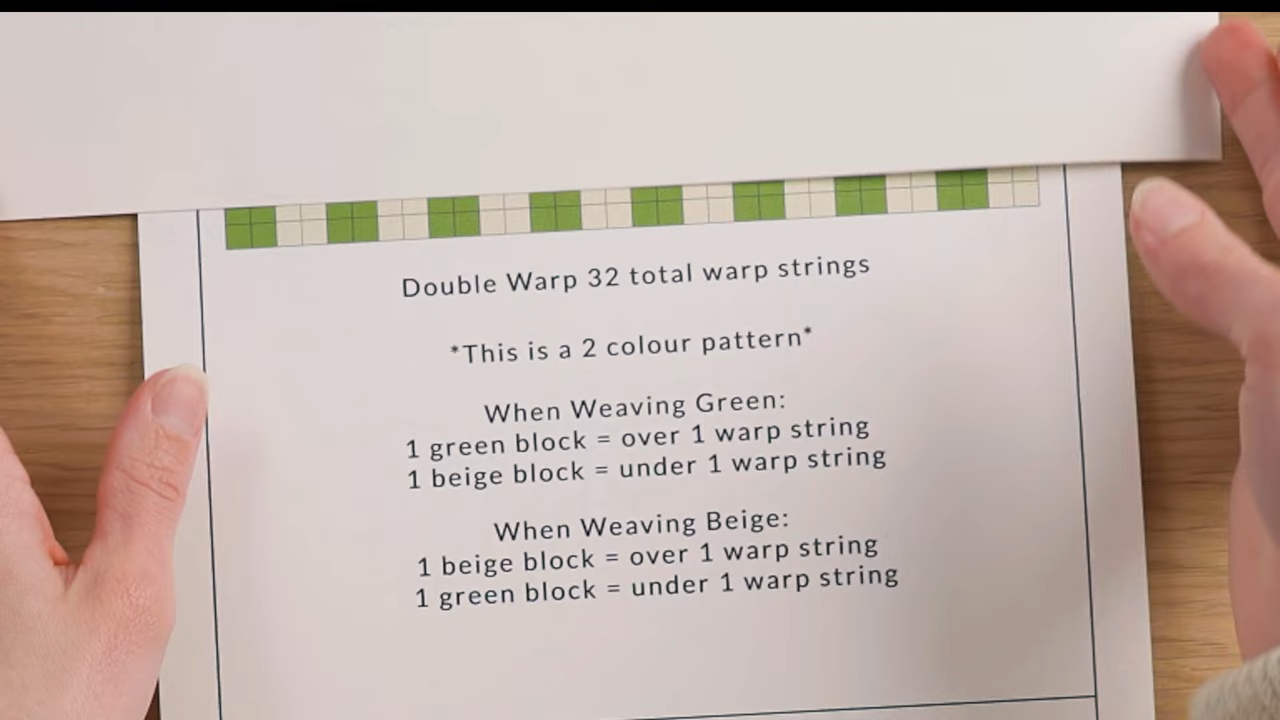 Double Warp 32 total warp strings
*This is a 2 colour pattern*
When Weaving Green:
1 green block = over 1 warp string
1 beige block = under 1 warp string
When Weaving Beige:
1 beige block = over 1 warp string
1 green block = under 1 warp string